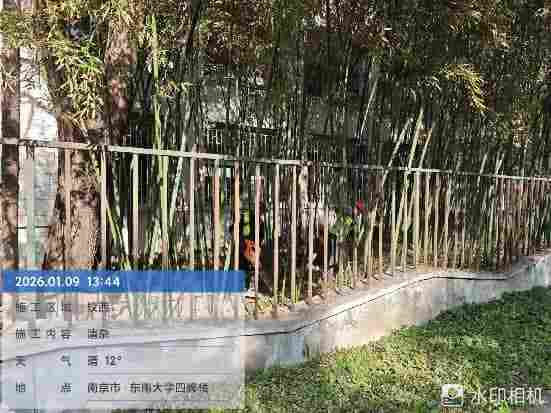 2026.01.09 13:44
施工区域 校西
施工内容 清杂
天气 晴 12°
地点 南京市·东南大学四牌楼
水印相机